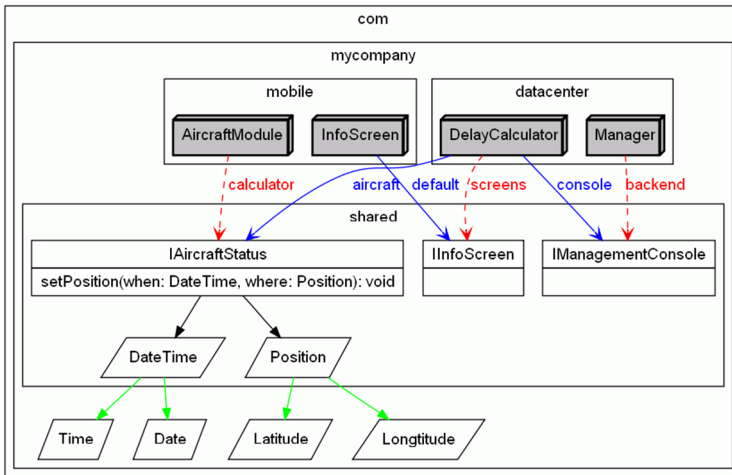 com
mycompany
mobile
datacenter
AircraftModule
InfoScreen
DelayCalculator
Manager
calculator
aircraft
default
screens
console
backend
shared
IAircraftStatus
IInfoScreen
IManagementConsole
setPosition(when: DateTime, where: Position): void
DateTime
Position
Time
Date
Latitude
Longtitude